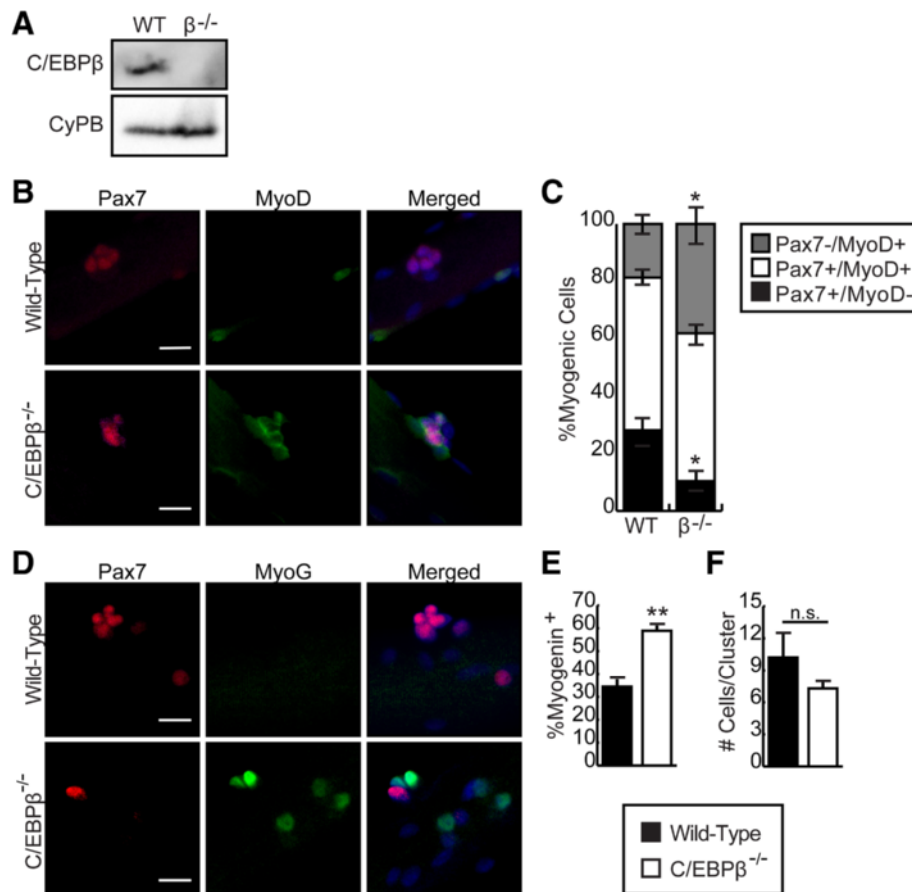 A
WT β-/-
C/EBPβ
CyPB
B
Pax7 MyoD Merged
Wild-Type
C/EBPβ-/-
C
%Myogenic Cells
100
80
60
40
20
0
*
*
WT β-/-
Pax7-/MyoD+
Pax7+/MyoD+
Pax7+/MyoD-
D
Pax7 MyoG Merged
Wild-Type
C/EBPβ-/-
E
%Myogenin+
70
60
50
40
30
20
10
0
**
F
# Cells/Cluster
15
12
9
6
3
0
n.s.
Wild-Type
C/EBPβ-/-